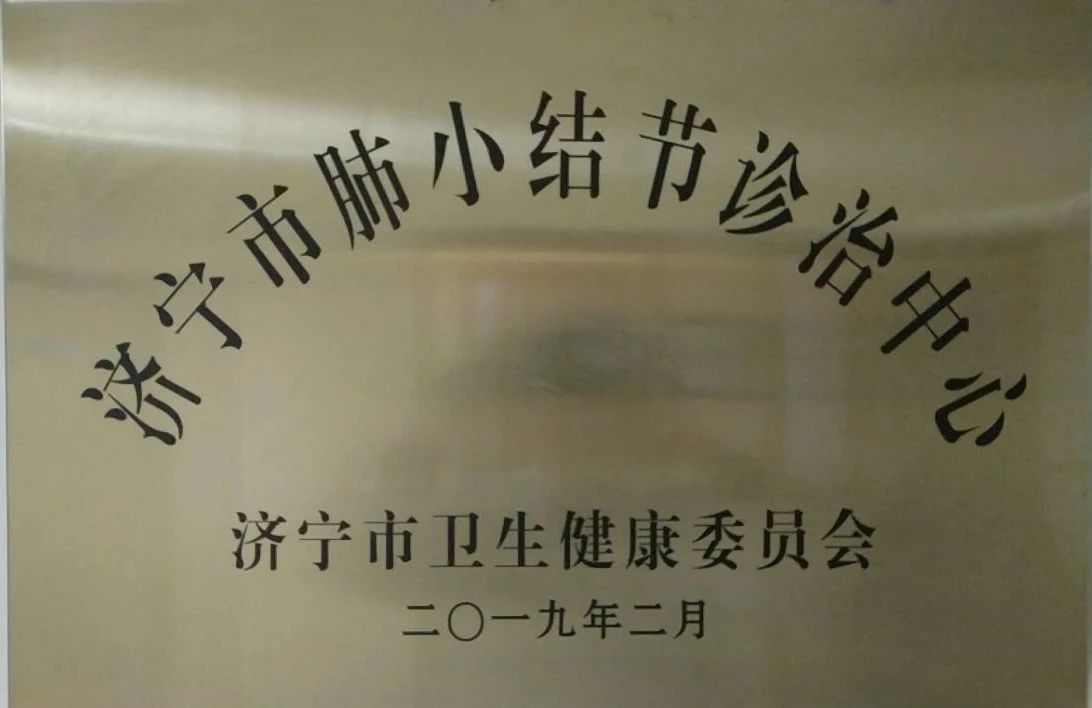 济宁市肺小结节诊治中心
济宁市卫生健康委员会
二〇一九年二月